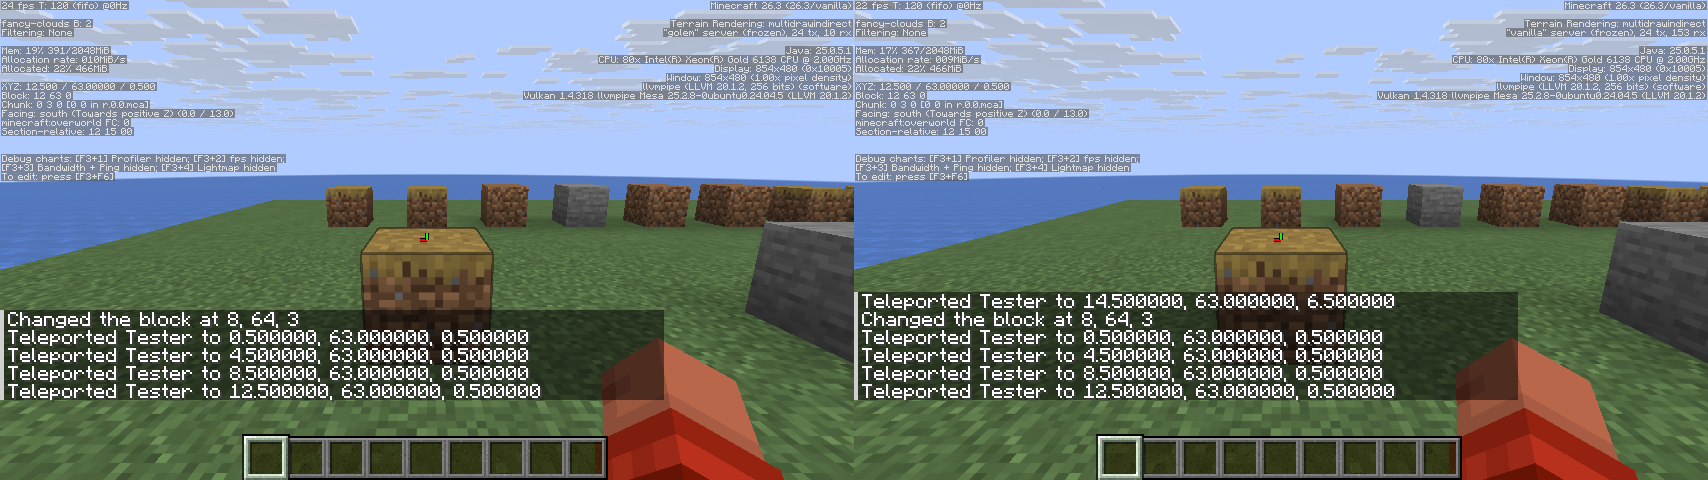 24 fps T: 120 (fifo) @0Hz
fancy-clouds B: 2
Filtering: None
Mem: 19% 391/2048MiB
Allocation rate: 010MiB/s
Allocated: 22% 466MiB
XYZ: 12.500 / 63.00000 / 0.500
Block: 12 63 0
Chunk: 0 3 0 [0 0 in r.0.0.mca]
Facing: south (Towards positive Z) (0.0 / 13.0)
minecraft:overworld FC: 0
Section-relative: 12 15 00
Debug charts: [F3+1] Profiler hidden; [F3+2] fps hidden;
[F3+3] Bandwidth + Ping hidden; [F3+4] Lightmap hidden
To edit: press [F3+F6]
Minecraft 26.3 (26.3/vanilla)
Terrain Rendering: multidrawindirect
"golem" server (frozen), 24 tx, 10 rx
Java: 25.0.5.1
CPU: 80x Intel(R) Xeon(R) Gold 6138 CPU @ 2.00GHz
Display: 854x480 (0x10005)
Window: 854x480 (1.00x pixel density)
llvmpipe (LLVM 20.1.2, 256 bits) (software)
Vulkan 1.4.318 llvmpipe Mesa 25.2.8-0ubuntu0.24.04.5 (LLVM 20.1.2)
Changed the block at 8, 64, 3
Teleported Tester to 0.500000, 63.000000, 0.500000
Teleported Tester to 4.500000, 63.000000, 0.500000
Teleported Tester to 8.500000, 63.000000, 0.500000
Teleported Tester to 12.500000, 63.000000, 0.500000
22 fps T: 120 (fifo) @0Hz
fancy-clouds B: 2
Filtering: None
Mem: 17% 367/2048MiB
Allocation rate: 009MiB/s
Allocated: 22% 466MiB
XYZ: 12.500 / 63.00000 / 0.500
Block: 12 63 0
Chunk: 0 3 0 [0 0 in r.0.0.mca]
Facing: south (Towards positive Z) (0.0 / 13.0)
minecraft:overworld FC: 0
Section-relative: 12 15 00
Debug charts: [F3+1] Profiler hidden; [F3+2] fps hidden;
[F3+3] Bandwidth + Ping hidden; [F3+4] Lightmap hidden
To edit: press [F3+F6]
Minecraft 26.3 (26.3/vanilla)
Terrain Rendering: multidrawindirect
"vanilla" server (frozen), 24 tx, 153 rx
Java: 25.0.5.1
CPU: 80x Intel(R) Xeon(R) Gold 6138 CPU @ 2.00GHz
Display: 854x480 (0x10005)
Window: 854x480 (1.00x pixel density)
llvmpipe (LLVM 20.1.2, 256 bits) (software)
Vulkan 1.4.318 llvmpipe Mesa 25.2.8-0ubuntu0.24.04.5 (LLVM 20.1.2)
Teleported Tester to 14.500000, 63.000000, 6.500000
Changed the block at 8, 64, 3
Teleported Tester to 0.500000, 63.000000, 0.500000
Teleported Tester to 4.500000, 63.000000, 0.500000
Teleported Tester to 8.500000, 63.000000, 0.500000
Teleported Tester to 12.500000, 63.000000, 0.500000